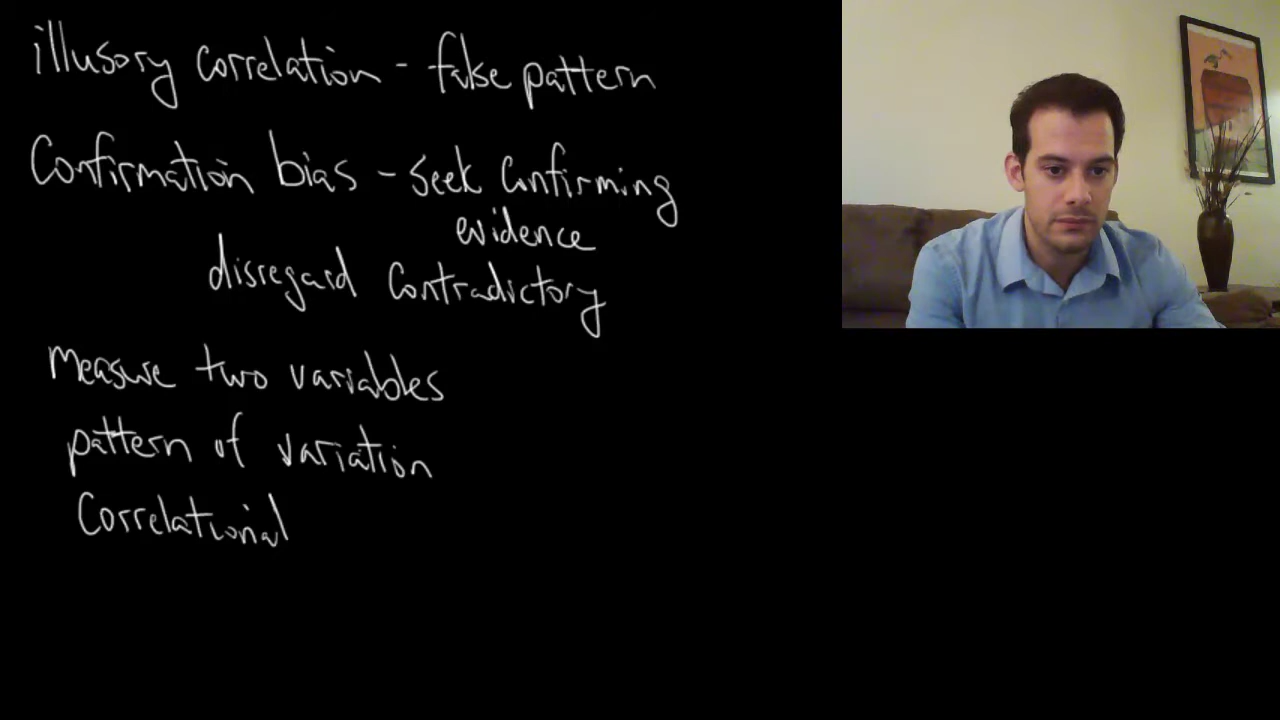 illusory correlation - false pattern
Confirmation bias - seek confirming
evidence
disregard contradictory
Measure two variables
pattern of variation
Correlational